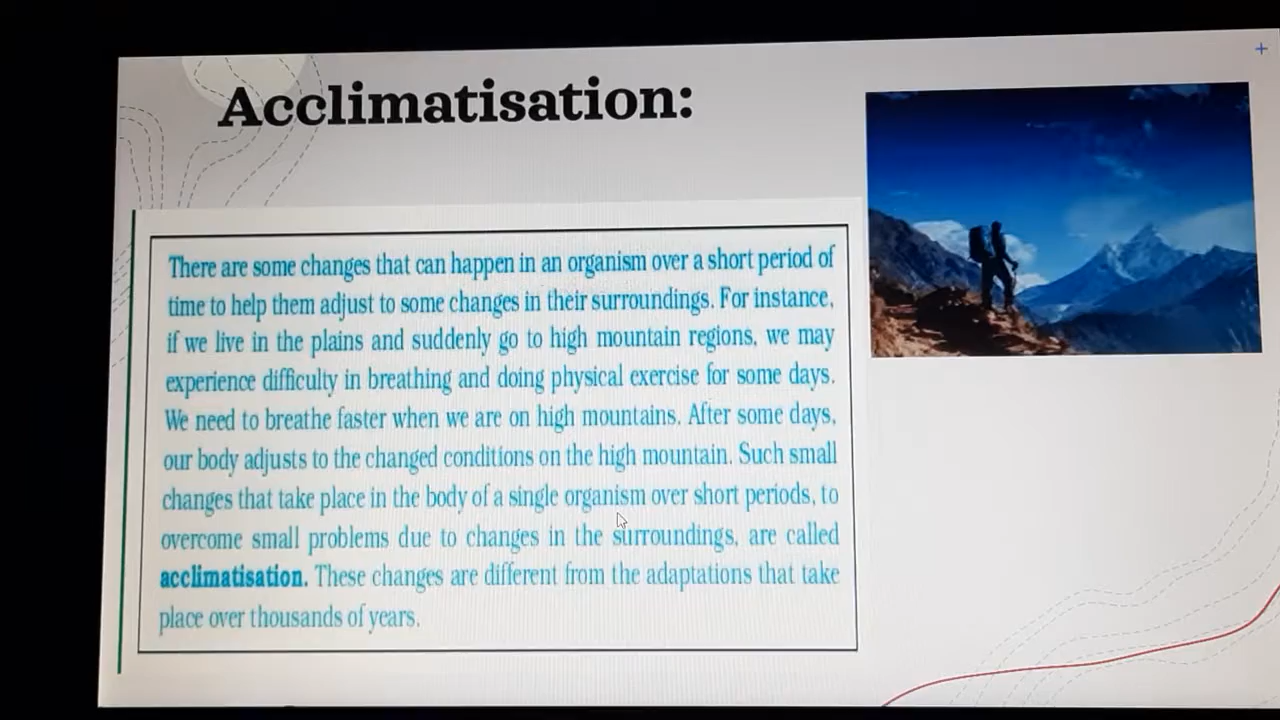 Acclimatisation:
There are some changes that can happen in an organism over a short period of
time to help them adjust to some changes in their surroundings. For instance,
if we live in the plains and suddenly go to high mountain regions, we may
experience difficulty in breathing and doing physical exercise for some days.
We need to breathe faster when we are on high mountains. After some days,
our body adjusts to the changed conditions on the high mountain. Such small
changes that take place in the body of a single organism over short periods, to
overcome small problems due to changes in the surroundings, are called
acclimatisation. These changes are different from the adaptations that take
place over thousands of years.